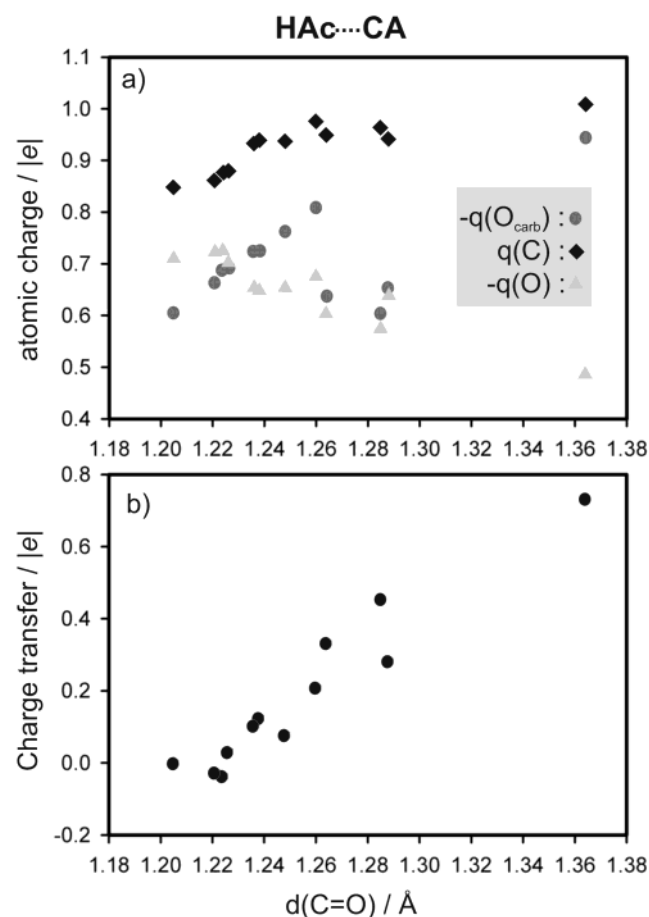 HAc····CA
a)
atomic charge / |e|
1.1
1.0
0.9
0.8
0.7
0.6
0.5
0.4
-q(Ocarb) :
q(C) :
-q(O) :
1.18 1.20 1.22 1.24 1.26 1.28 1.30 1.32 1.34 1.36 1.38
b)
Charge transfer / |e|
0.8
0.6
0.4
0.2
0.0
-0.2
1.18 1.20 1.22 1.24 1.26 1.28 1.30 1.32 1.34 1.36 1.38
d(C=O) / Å